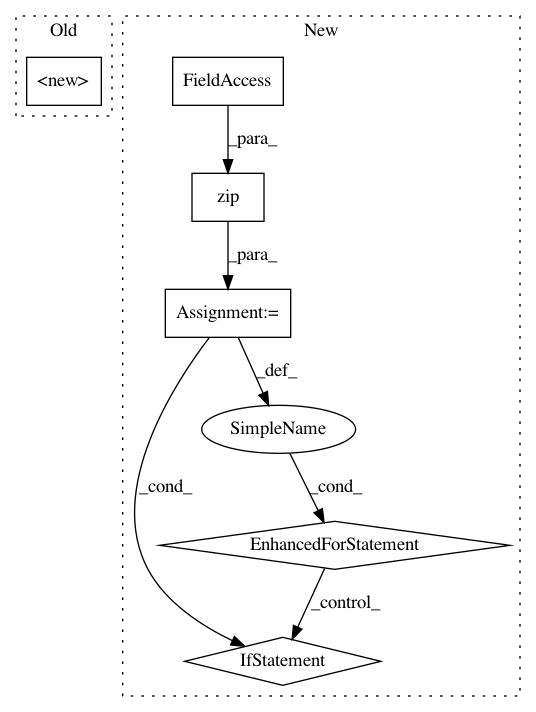 Old
New
<new>
FieldAccess
_para_
zip
_para_
Assignment:=
_def_
SimpleName
_cond_
_cond_
EnhancedForStatement
_control_
IfStatement